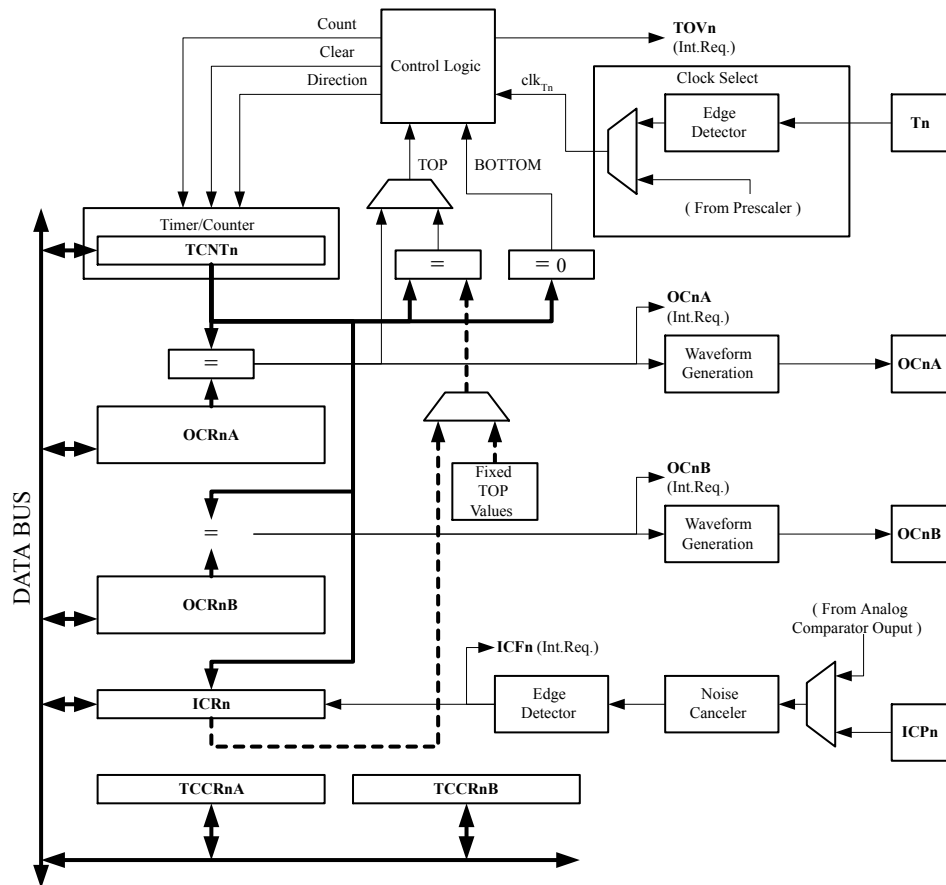 Count
Clear
Direction
Control Logic
TOVn
(Int.Req.)
clkTn
Clock Select
Edge
Detector
Tn
( From Prescaler )
TOP
BOTTOM
Timer/Counter
TCNTn
=
= 0
OCnA
(Int.Req.)
=
Waveform
Generation
OCnA
OCRnA
Fixed
TOP
Values
OCnB
(Int.Req.)
=
Waveform
Generation
OCnB
OCRnB
DATA BUS
( From Analog
Comparator Ouput )
ICFn (Int.Req.)
ICRn
Edge
Detector
Noise
Canceler
ICPn
TCCRnA
TCCRnB